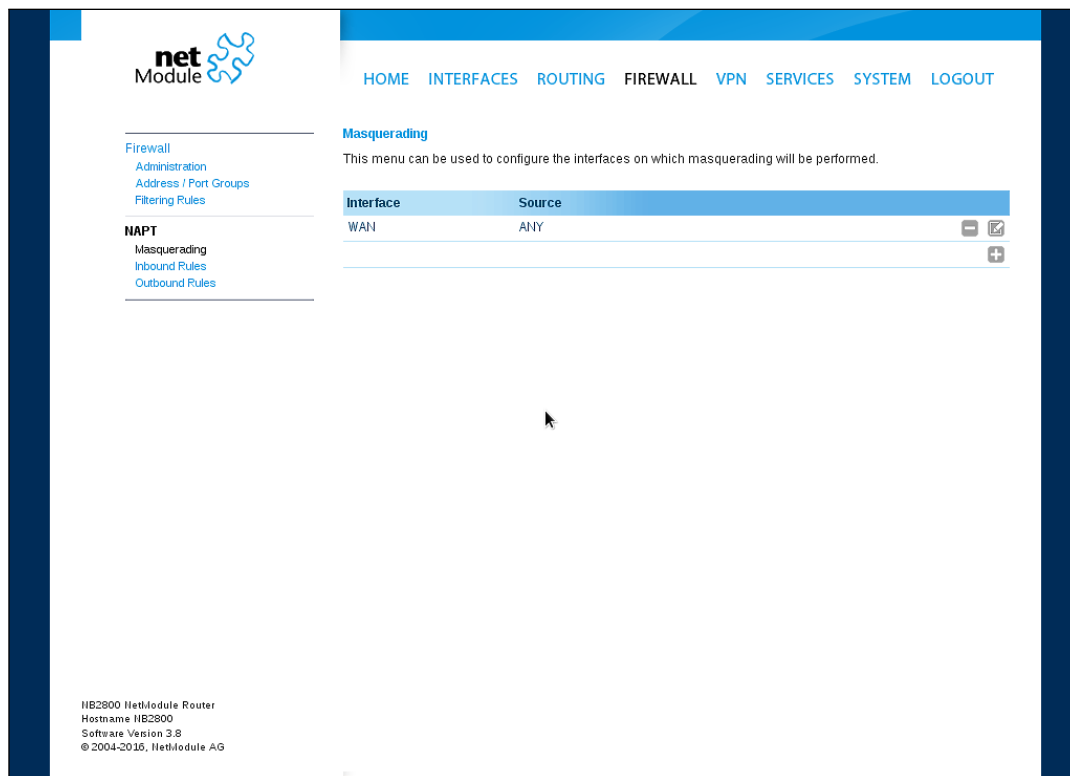 net
Module
HOME INTERFACES ROUTING FIREWALL VPN SERVICES SYSTEM LOGOUT
Firewall
Administration
Address / Port Groups
Filtering Rules
NAPT
Masquerading
Inbound Rules
Outbound Rules
Masquerading
This menu can be used to configure the interfaces on which masquerading will be performed.
Interface Source
WAN ANY
NB2800 NetModule Router
Hostname NB2800
Software Version 3.8
© 2004-2016, NetModule AG